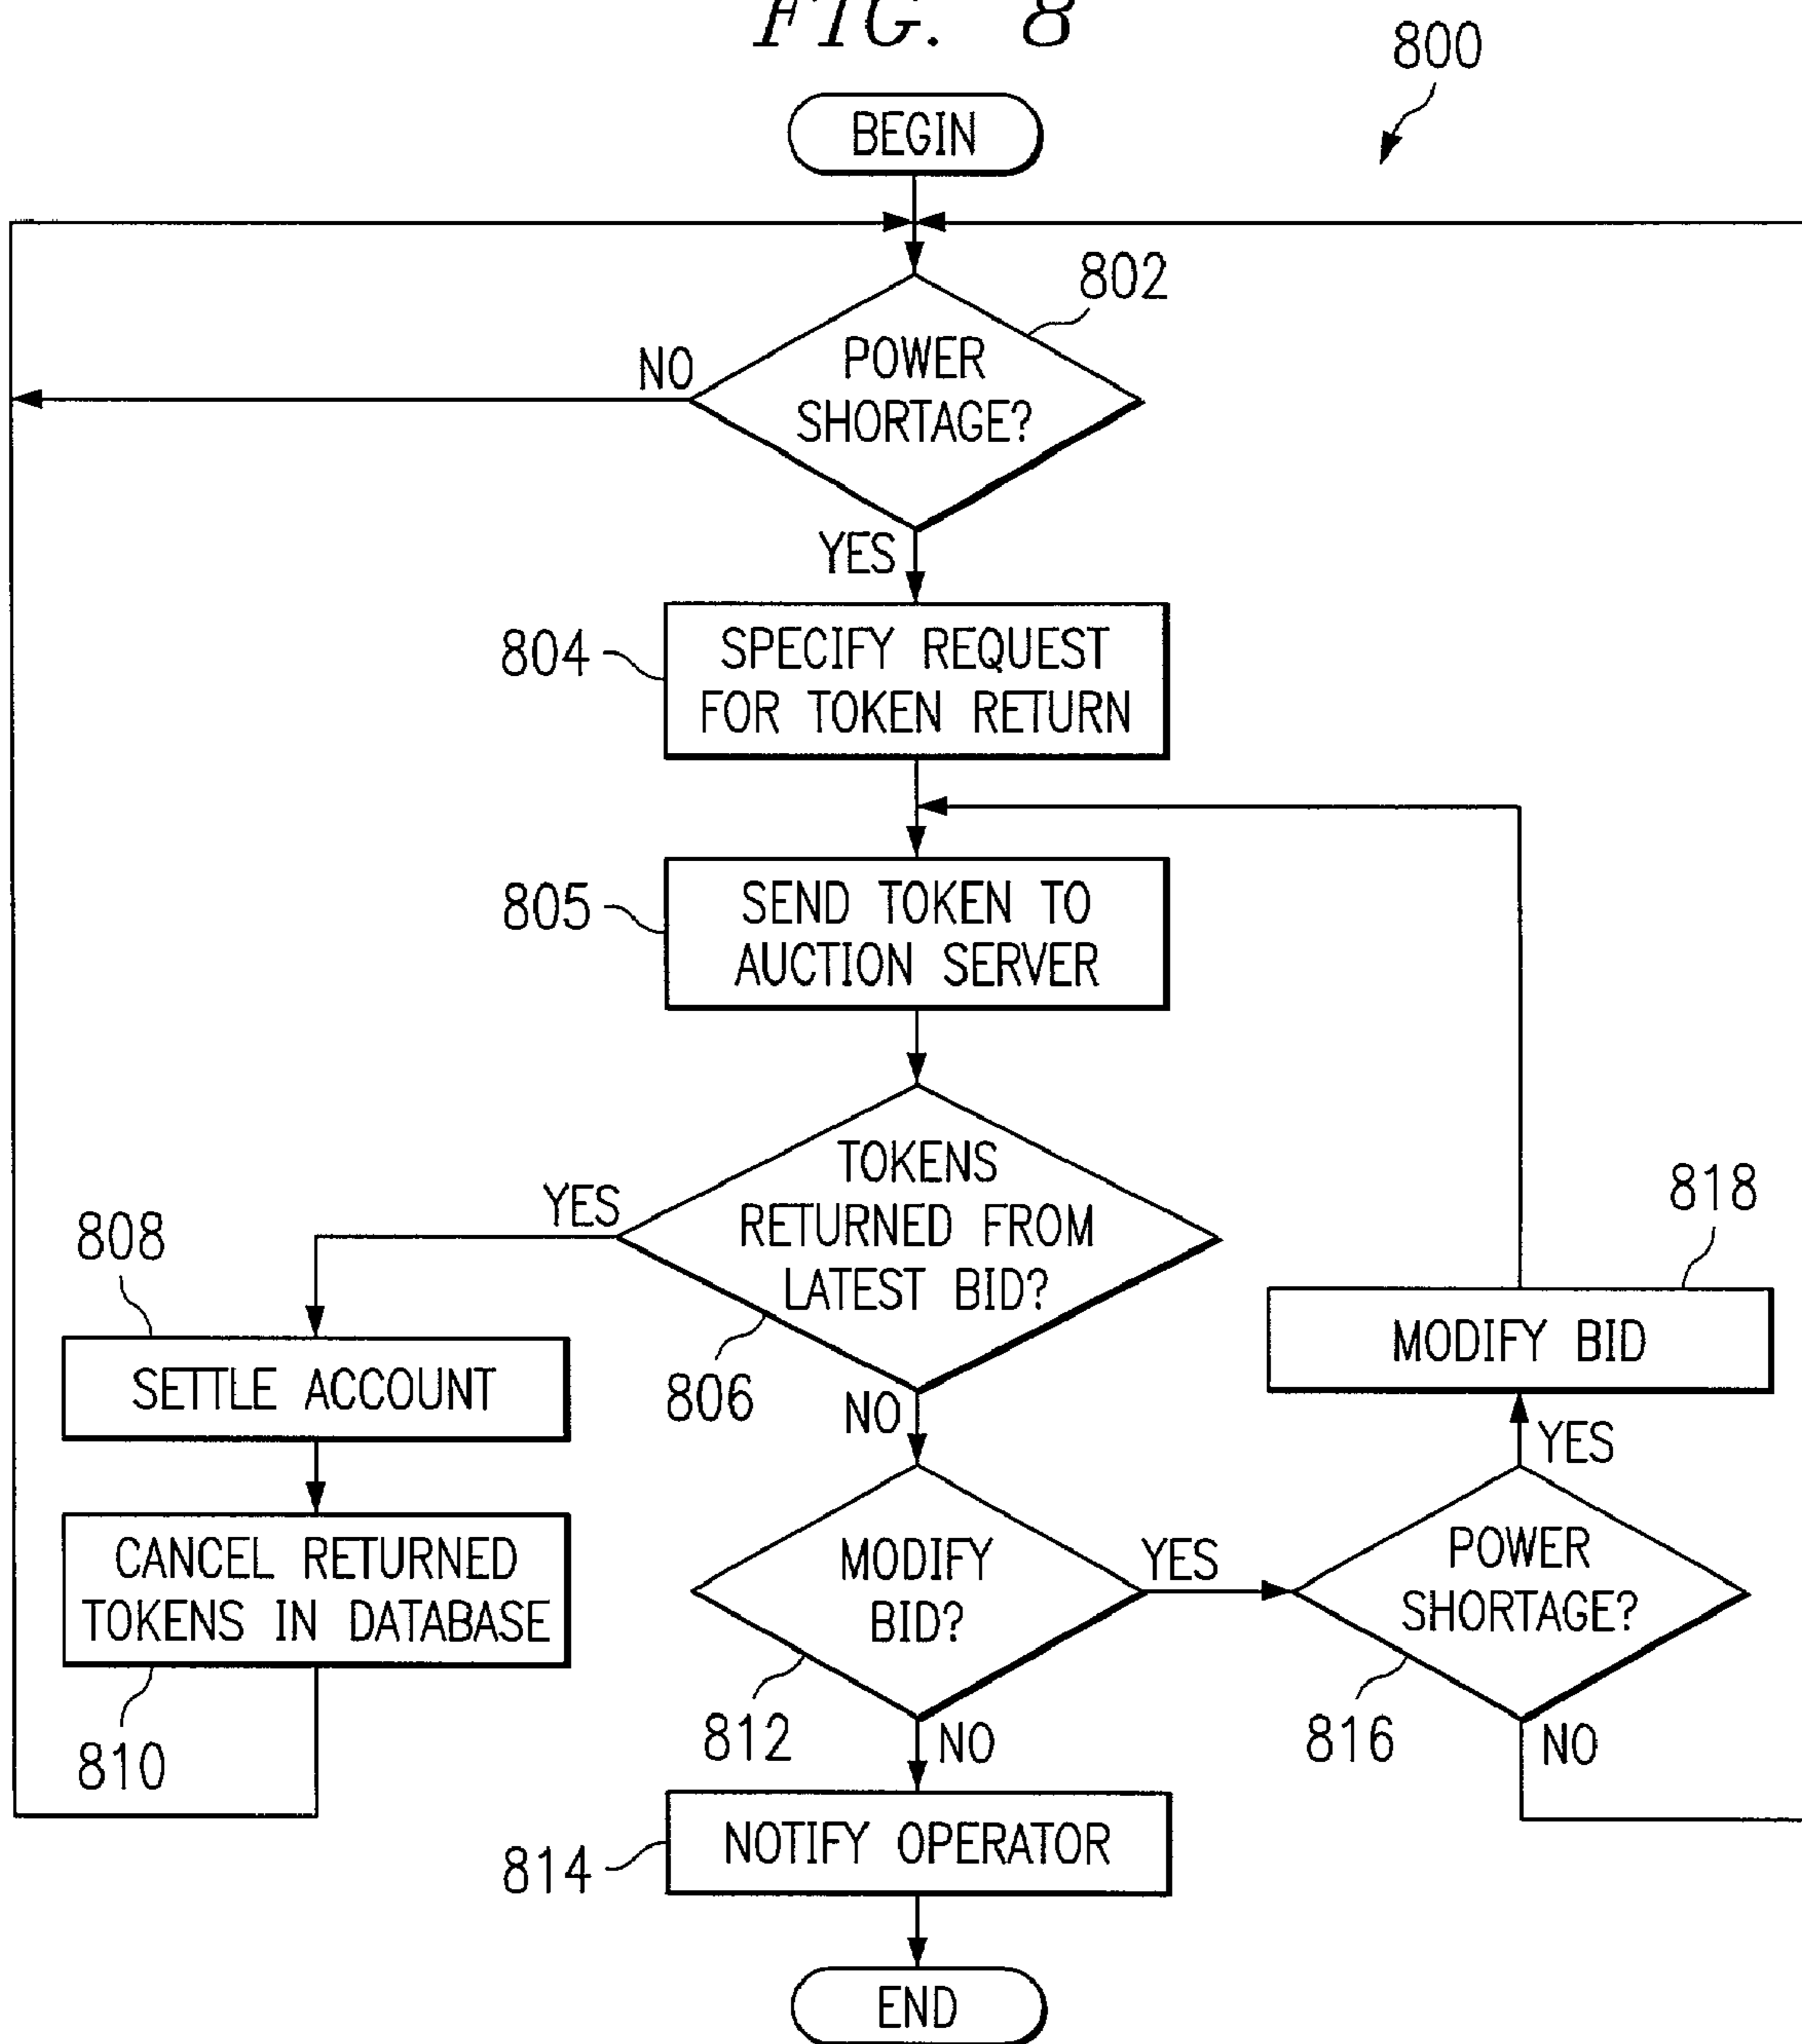 FIG. 8
800
BEGIN
802
POWER
SHORTAGE?
NO
YES
804
SPECIFY REQUEST
FOR TOKEN RETURN
805
SEND TOKEN TO
AUCTION SERVER
TOKENS
RETURNED FROM
LATEST BID?
YES
806
NO
808
SETTLE ACCOUNT
CANCEL RETURNED
TOKENS IN DATABASE
810
MODIFY
BID?
YES
812
NO
818
MODIFY BID
YES
POWER
SHORTAGE?
816
NO
814
NOTIFY OPERATOR
END